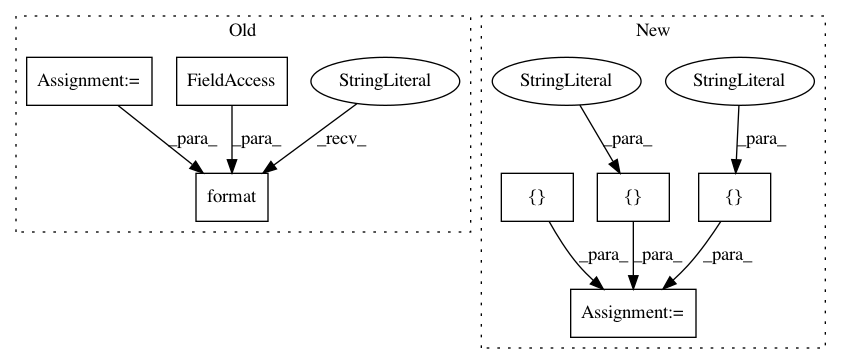 Old
New
Assignment:=
FieldAccess
StringLiteral
StringLiteral
StringLiteral
_para_
_para_
_recv_
_para_
_para_
format
{}
{}
{}
_para_
_para_
_para_
Assignment:=